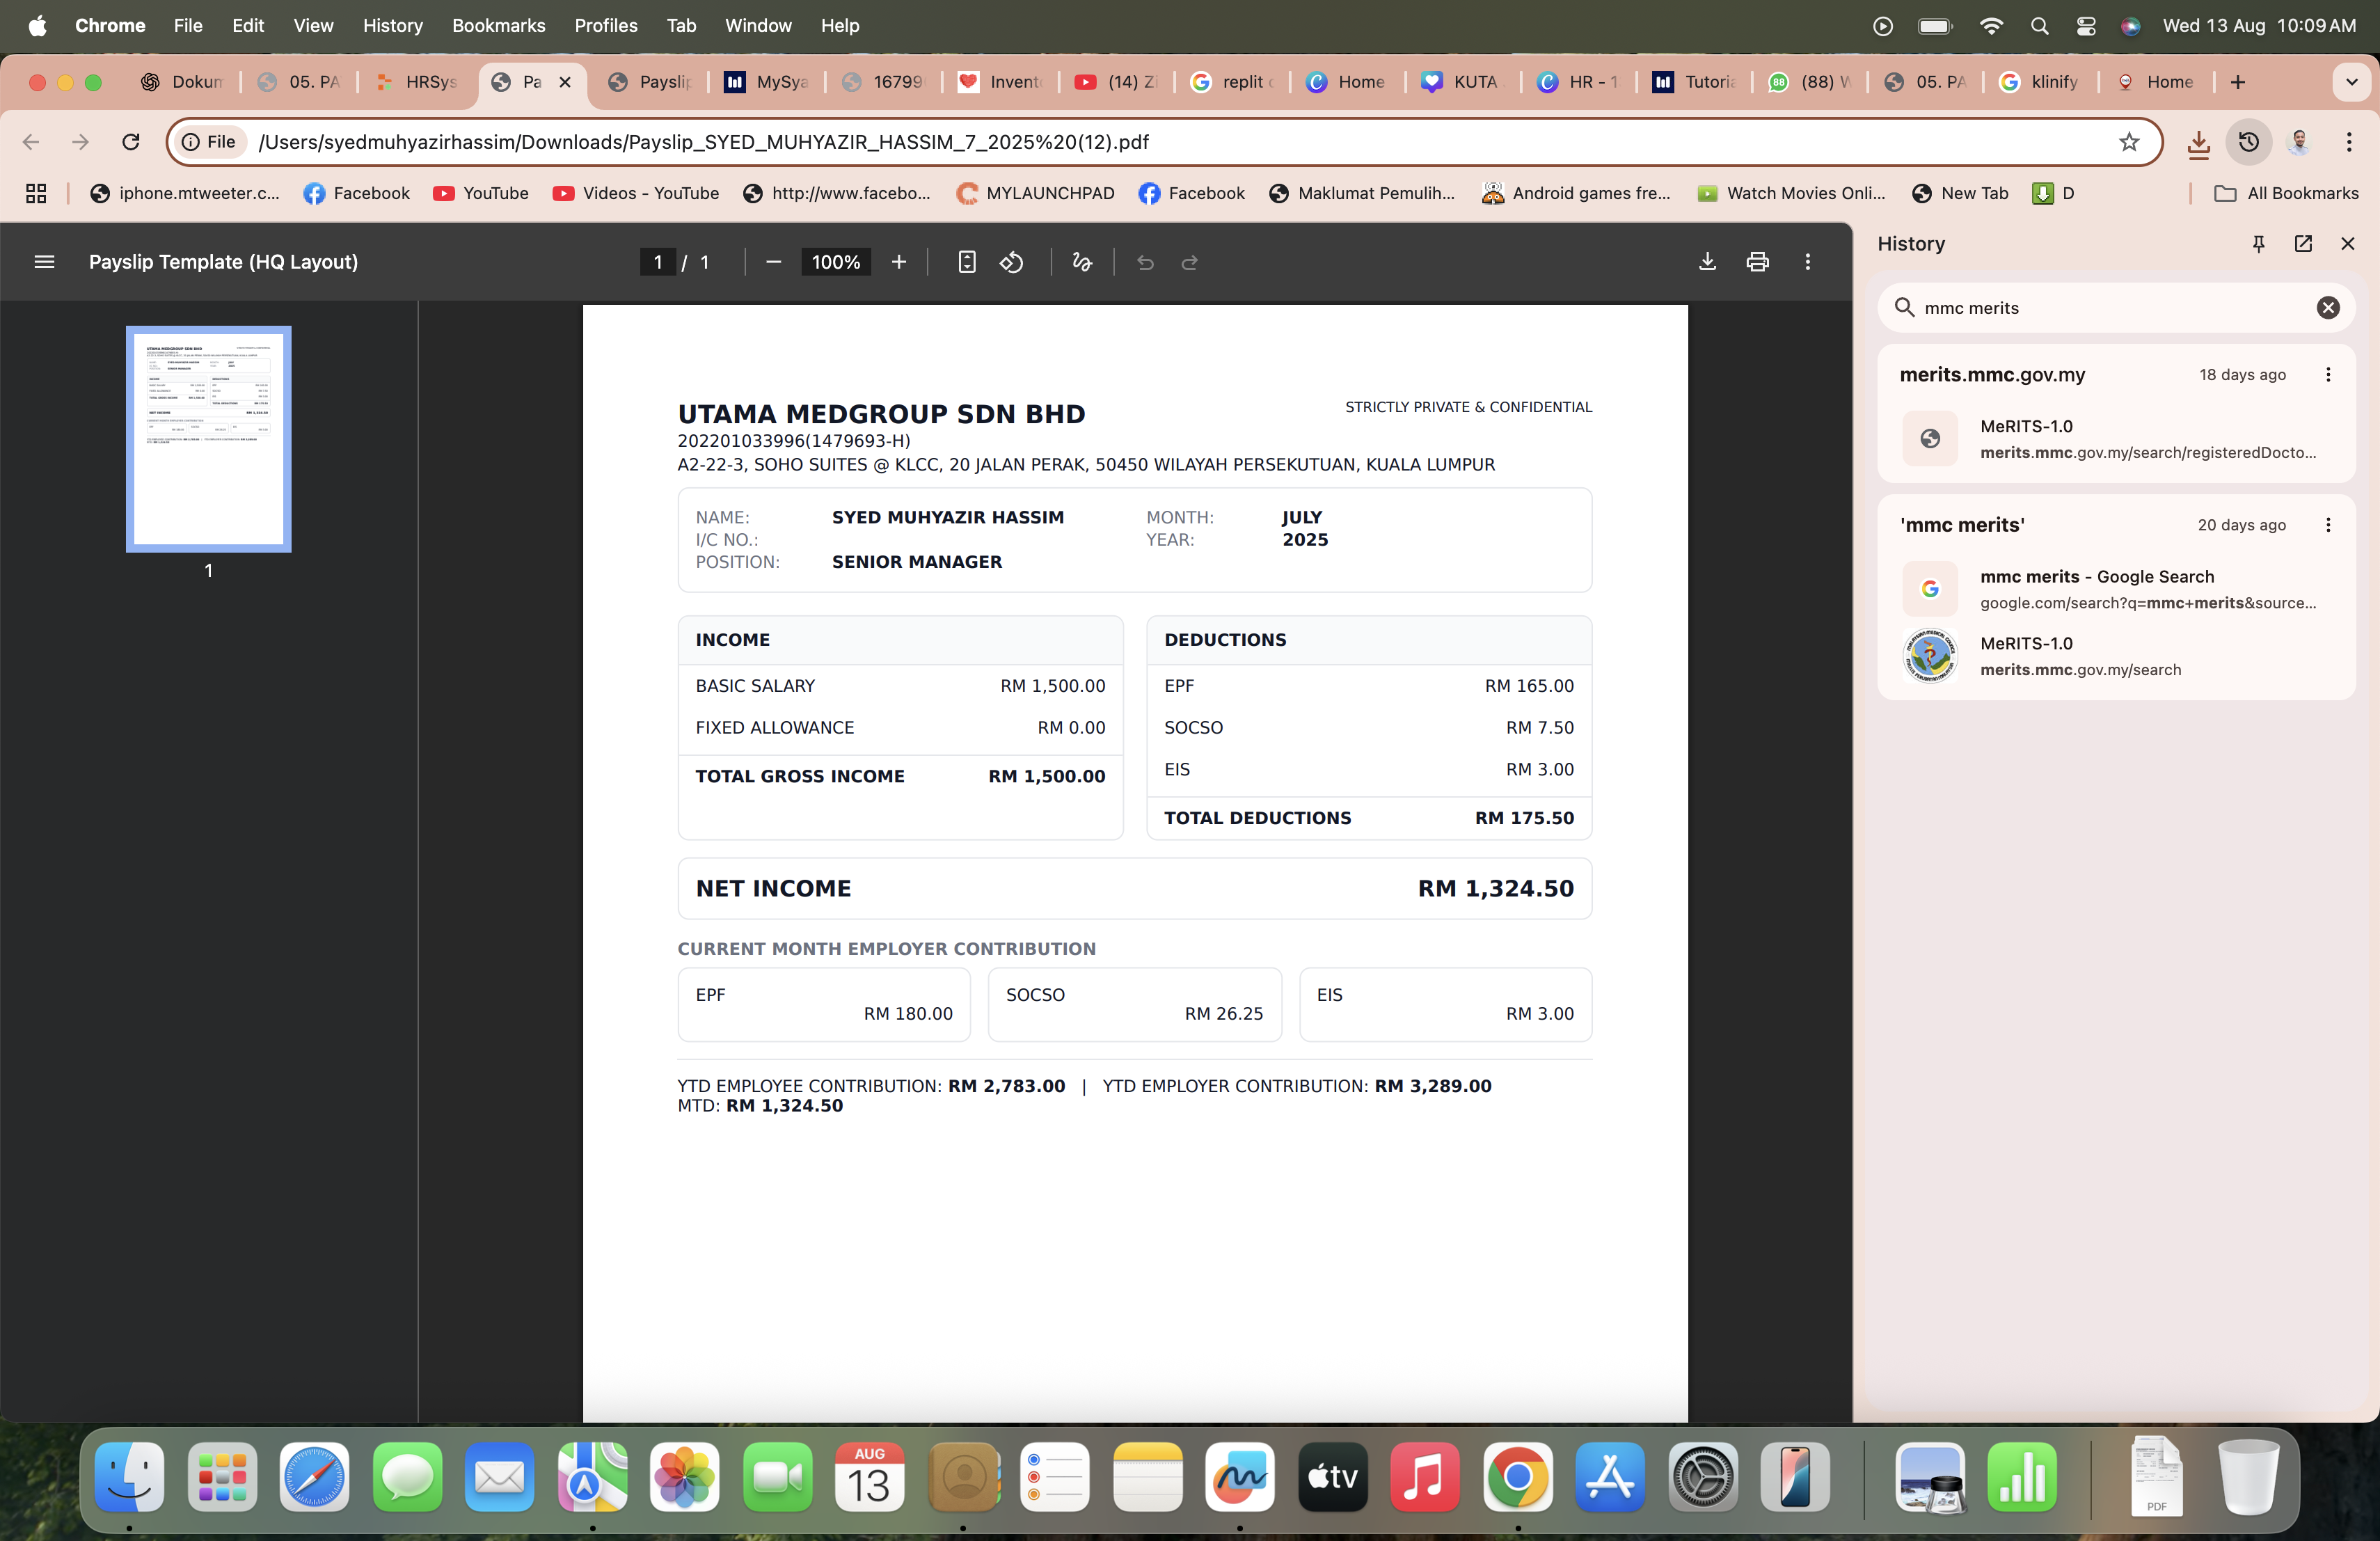 Chrome File Edit View History Bookmarks Profiles Tab Window Help Wed 13 Aug 10:09 AM
Dokum 05. PA HRSys Pa Payslip MySya 16799 Invent (14) Zi replit c Home KUTA HR - 1 Tutoria (88) W 05. PA klinify Home
File /Users/syedmuhyazirhassim/Downloads/Payslip_SYED_MUHYAZIR_HASSIM_7_2025%20(12).pdf
iphone.mtweeter.c... Facebook YouTube Videos - YouTube http://www.facebo... MYLAUNCHPAD Facebook Maklumat Pemulih... Android games fre... Watch Movies Onli... New Tab D All Bookmarks
Payslip Template (HQ Layout) 1 / 1 100%
1
UTAMA MEDGROUP SDN BHD STRICTLY PRIVATE & CONFIDENTIAL
202201033996(1479693-H)
A2-22-3, SOHO SUITES @ KLCC, 20 JALAN PERAK, 50450 WILAYAH PERSEKUTUAN, KUALA LUMPUR
NAME: SYED MUHYAZIR HASSIM MONTH: JULY
I/C NO.: YEAR: 2025
POSITION: SENIOR MANAGER
INCOME
BASIC SALARY RM 1,500.00
FIXED ALLOWANCE RM 0.00
TOTAL GROSS INCOME RM 1,500.00
DEDUCTIONS
EPF RM 165.00
SOCSO RM 7.50
EIS RM 3.00
TOTAL DEDUCTIONS RM 175.50
NET INCOME RM 1,324.50
CURRENT MONTH EMPLOYER CONTRIBUTION
EPF RM 180.00
SOCSO RM 26.25
EIS RM 3.00
YTD EMPLOYEE CONTRIBUTION: RM 2,783.00 | YTD EMPLOYER CONTRIBUTION: RM 3,289.00
MTD: RM 1,324.50
History
mmc merits
merits.mmc.gov.my 18 days ago
MeRITS-1.0
merits.mmc.gov.my/search/registeredDocto...
'mmc merits' 20 days ago
mmc merits - Google Search
google.com/search?q=mmc+merits&source...
MeRITS-1.0
merits.mmc.gov.my/search
AUG
13
tv
PDF